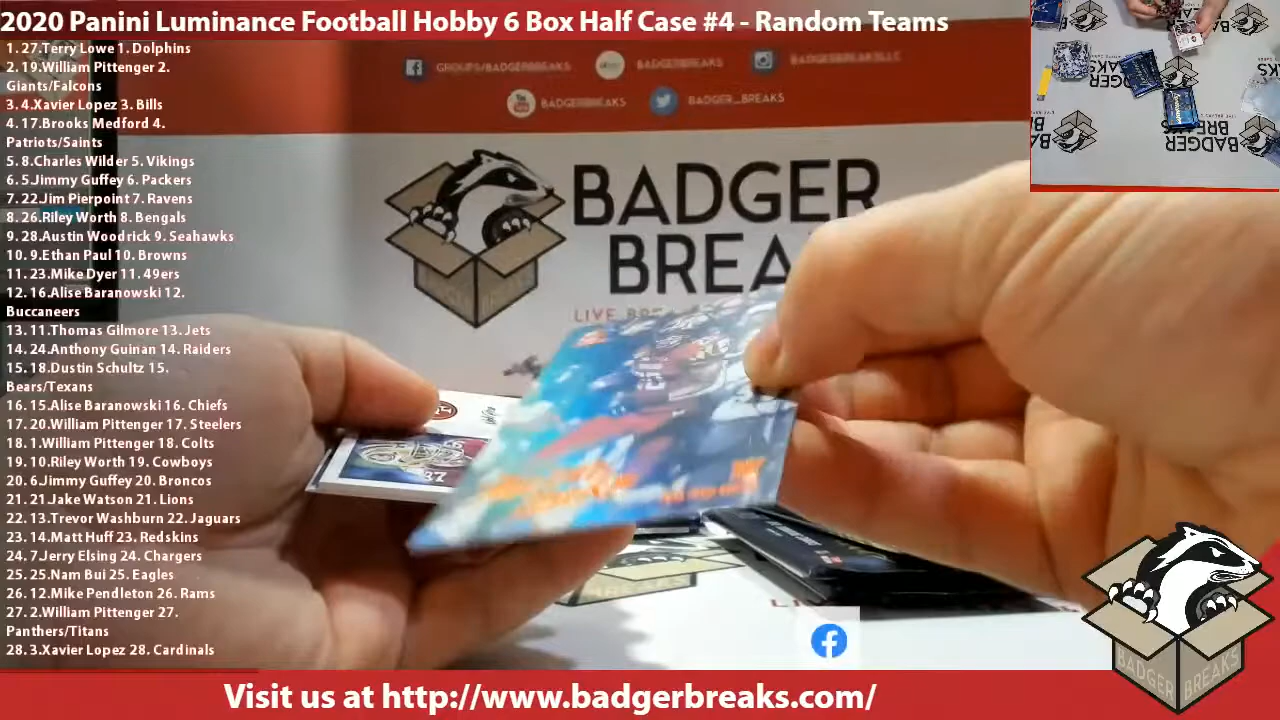 2020 Panini Luminance Football Hobby 6 Box Half Case #4 - Random Teams
1. 27.Terry Lowe 1. Dolphins
2. 19.William Pittenger 2.
Giants/Falcons
3. 4.Xavier Lopez 3. Bills
4. 17.Brooks Medford 4.
Patriots/Saints
5. 8.Charles Wilder 5. Vikings
6. 5.Jimmy Guffey 6. Packers
7. 22.Jim Pierpoint 7. Ravens
8. 26.Riley Worth 8. Bengals
9. 28.Austin Woodrick 9. Seahawks
10. 9.Ethan Paul 10. Browns
11. 23.Mike Dyer 11. 49ers
12. 16.Alise Baranowski 12.
Buccaneers
13. 11.Thomas Gilmore 13. Jets
14. 24.Anthony Guinan 14. Raiders
15. 18.Dustin Schultz 15.
Bears/Texans
16. 15.Alise Baranowski 16. Chiefs
17. 20.William Pittenger 17. Steelers
18. 1.William Pittenger 18. Colts
19. 10.Riley Worth 19. Cowboys
20. 6.Jimmy Guffey 20. Broncos
21. 21.Jake Watson 21. Lions
22. 13.Trevor Washburn 22. Jaguars
23. 14.Matt Huff 23. Redskins
24. 7.Jerry Elsing 24. Chargers
25. 25.Nam Bui 25. Eagles
26. 12.Mike Pendleton 26. Rams
27. 2.William Pittenger 27.
Panthers/Titans
28. 3.Xavier Lopez 28. Cardinals
GROUPS/BADGERBREAKS
BADGERBREAKS
BADGERBREAKSLLC
BADGERBREAKS
BADGER_BREAKS
BADGER
BREA
LIVE BRE
BADGER
BREAKS
BADGER BREAKS
Visit us at http://www.badgerbreaks.com/